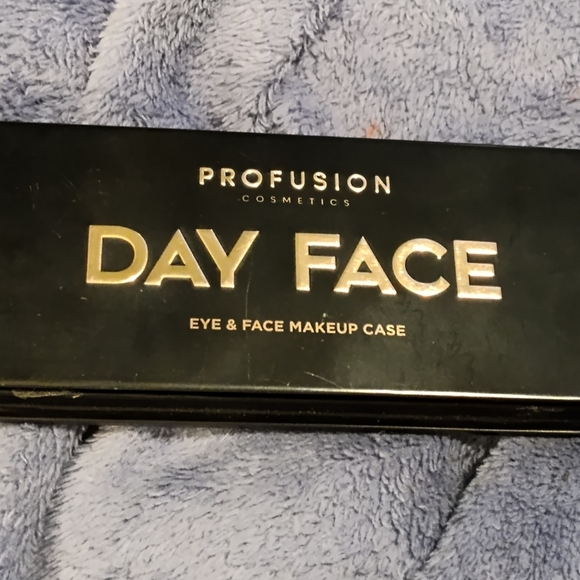 PROFUSION
COSMETICS
DAY FACE
EYE & FACE MAKEUP CASE